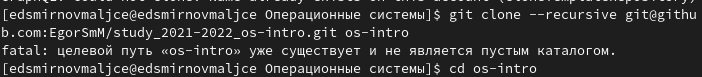 [edsmirnovmaljce@edsmirnovmaljce Операционные системы]$ git clone --recursive git@githu
b.com:EgorSmM/study_2021-2022_os-intro.git os-intro
fatal: целевой путь «os-intro» уже существует и не является пустым каталогом.
[edsmirnovmaljce@edsmirnovmaljce Операционные системы]$ cd os-intro